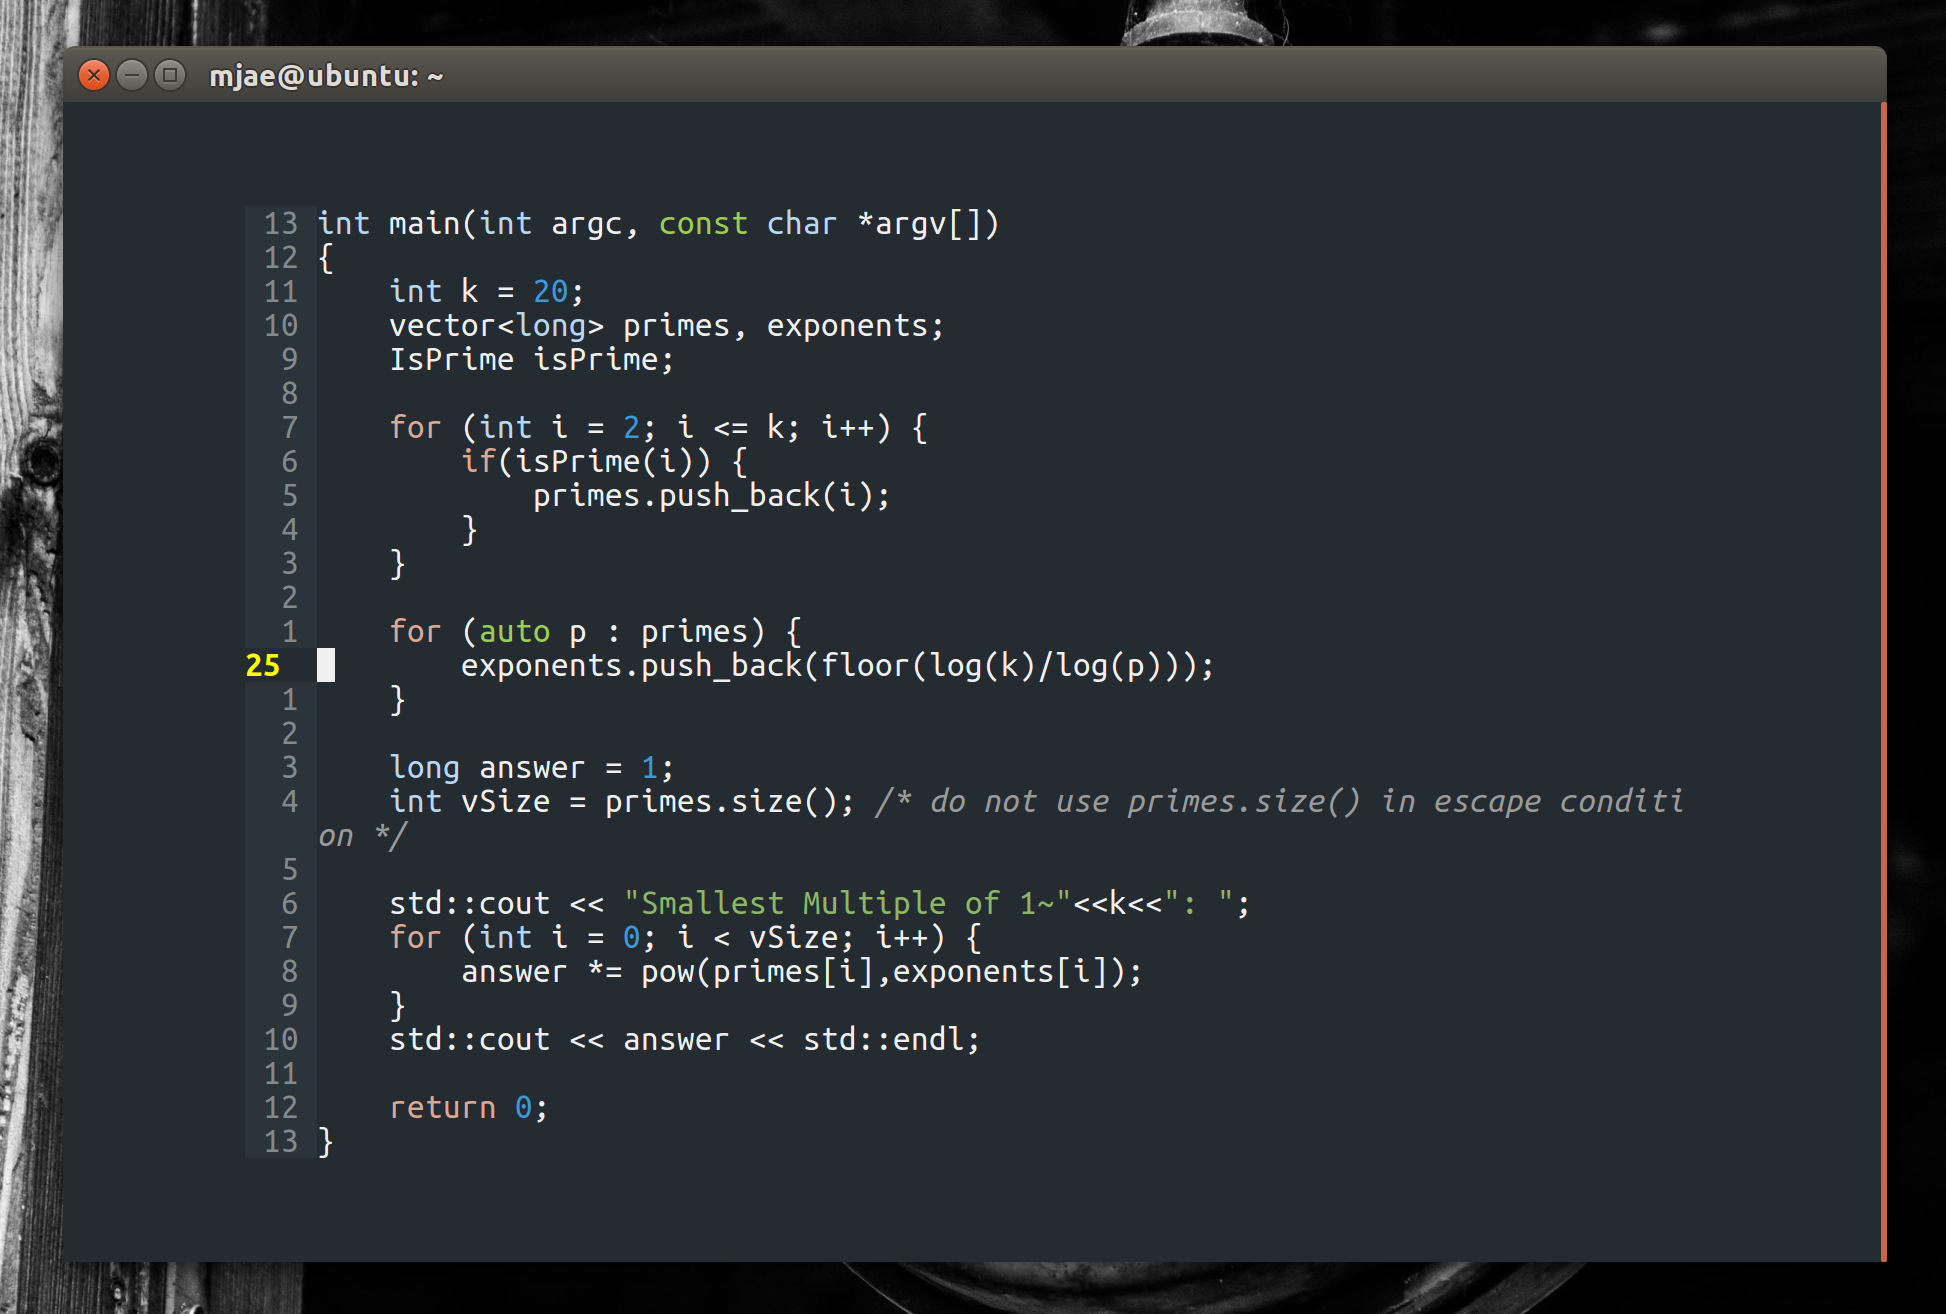 mjae@ubuntu: ~
13 int main(int argc, const char *argv[])
12 {
11     int k = 20;
10     vector<long> primes, exponents;
9     IsPrime isPrime;
8
7     for (int i = 2; i <= k; i++) {
6         if(isPrime(i)) {
5             primes.push_back(i);
4         }
3     }
2
1     for (auto p : primes) {
25         exponents.push_back(floor(log(k)/log(p)));
1     }
2
3     long answer = 1;
4     int vSize = primes.size(); /* do not use primes.size() in escape conditi
on */
5
6     std::cout << "Smallest Multiple of 1~"<<k<<": ";
7     for (int i = 0; i < vSize; i++) {
8         answer *= pow(primes[i],exponents[i]);
9     }
10     std::cout << answer << std::endl;
11
12     return 0;
13 }